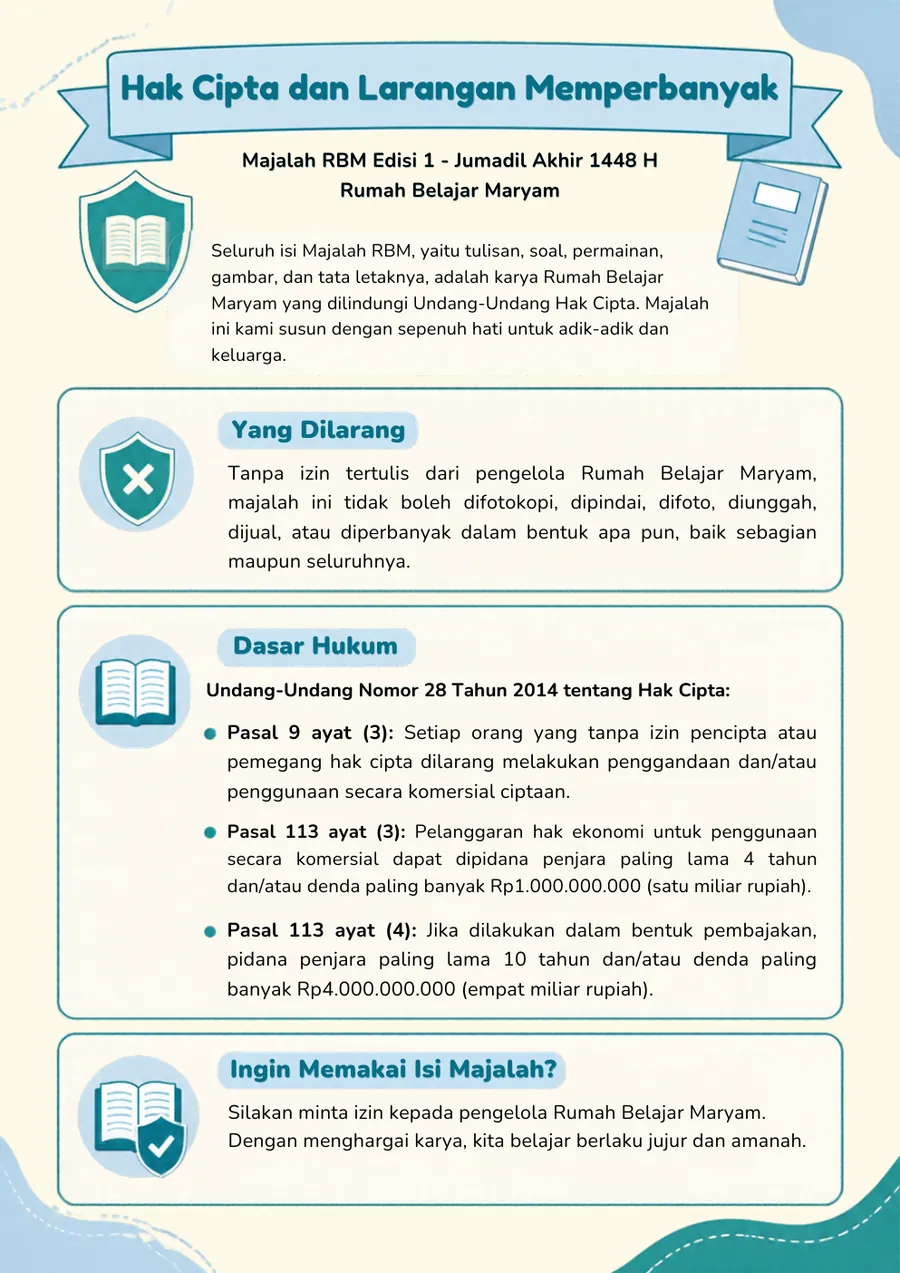 Hak Cipta dan Larangan Memperbanyak
Majalah RBM Edisi 1 - Jumadil Akhir 1448 H
Rumah Belajar Maryam
Seluruh isi Majalah RBM, yaitu tulisan, soal, permainan,
gambar, dan tata letaknya, adalah karya Rumah Belajar
Maryam yang dilindungi Undang-Undang Hak Cipta. Majalah
ini kami susun dengan sepenuh hati untuk adik-adik dan
keluarga.
Yang Dilarang
Tanpa izin tertulis dari pengelola Rumah Belajar Maryam,
majalah ini tidak boleh difotokopi, dipindai, difoto, diunggah,
dijual, atau diperbanyak dalam bentuk apa pun, baik sebagian
maupun seluruhnya.
Dasar Hukum
Undang-Undang Nomor 28 Tahun 2014 tentang Hak Cipta:
Pasal 9 ayat (3): Setiap orang yang tanpa izin pencipta atau
pemegang hak cipta dilarang melakukan penggandaan dan/atau
penggunaan secara komersial ciptaan.
Pasal 113 ayat (3): Pelanggaran hak ekonomi untuk penggunaan
secara komersial dapat dipidana penjara paling lama 4 tahun
dan/atau denda paling banyak Rp1.000.000.000 (satu miliar rupiah).
Pasal 113 ayat (4): Jika dilakukan dalam bentuk pembajakan,
pidana penjara paling lama 10 tahun dan/atau denda paling
banyak Rp4.000.000.000 (empat miliar rupiah).
Ingin Memakai Isi Majalah?
Silakan minta izin kepada pengelola Rumah Belajar Maryam.
Dengan menghargai karya, kita belajar berlaku jujur dan amanah.